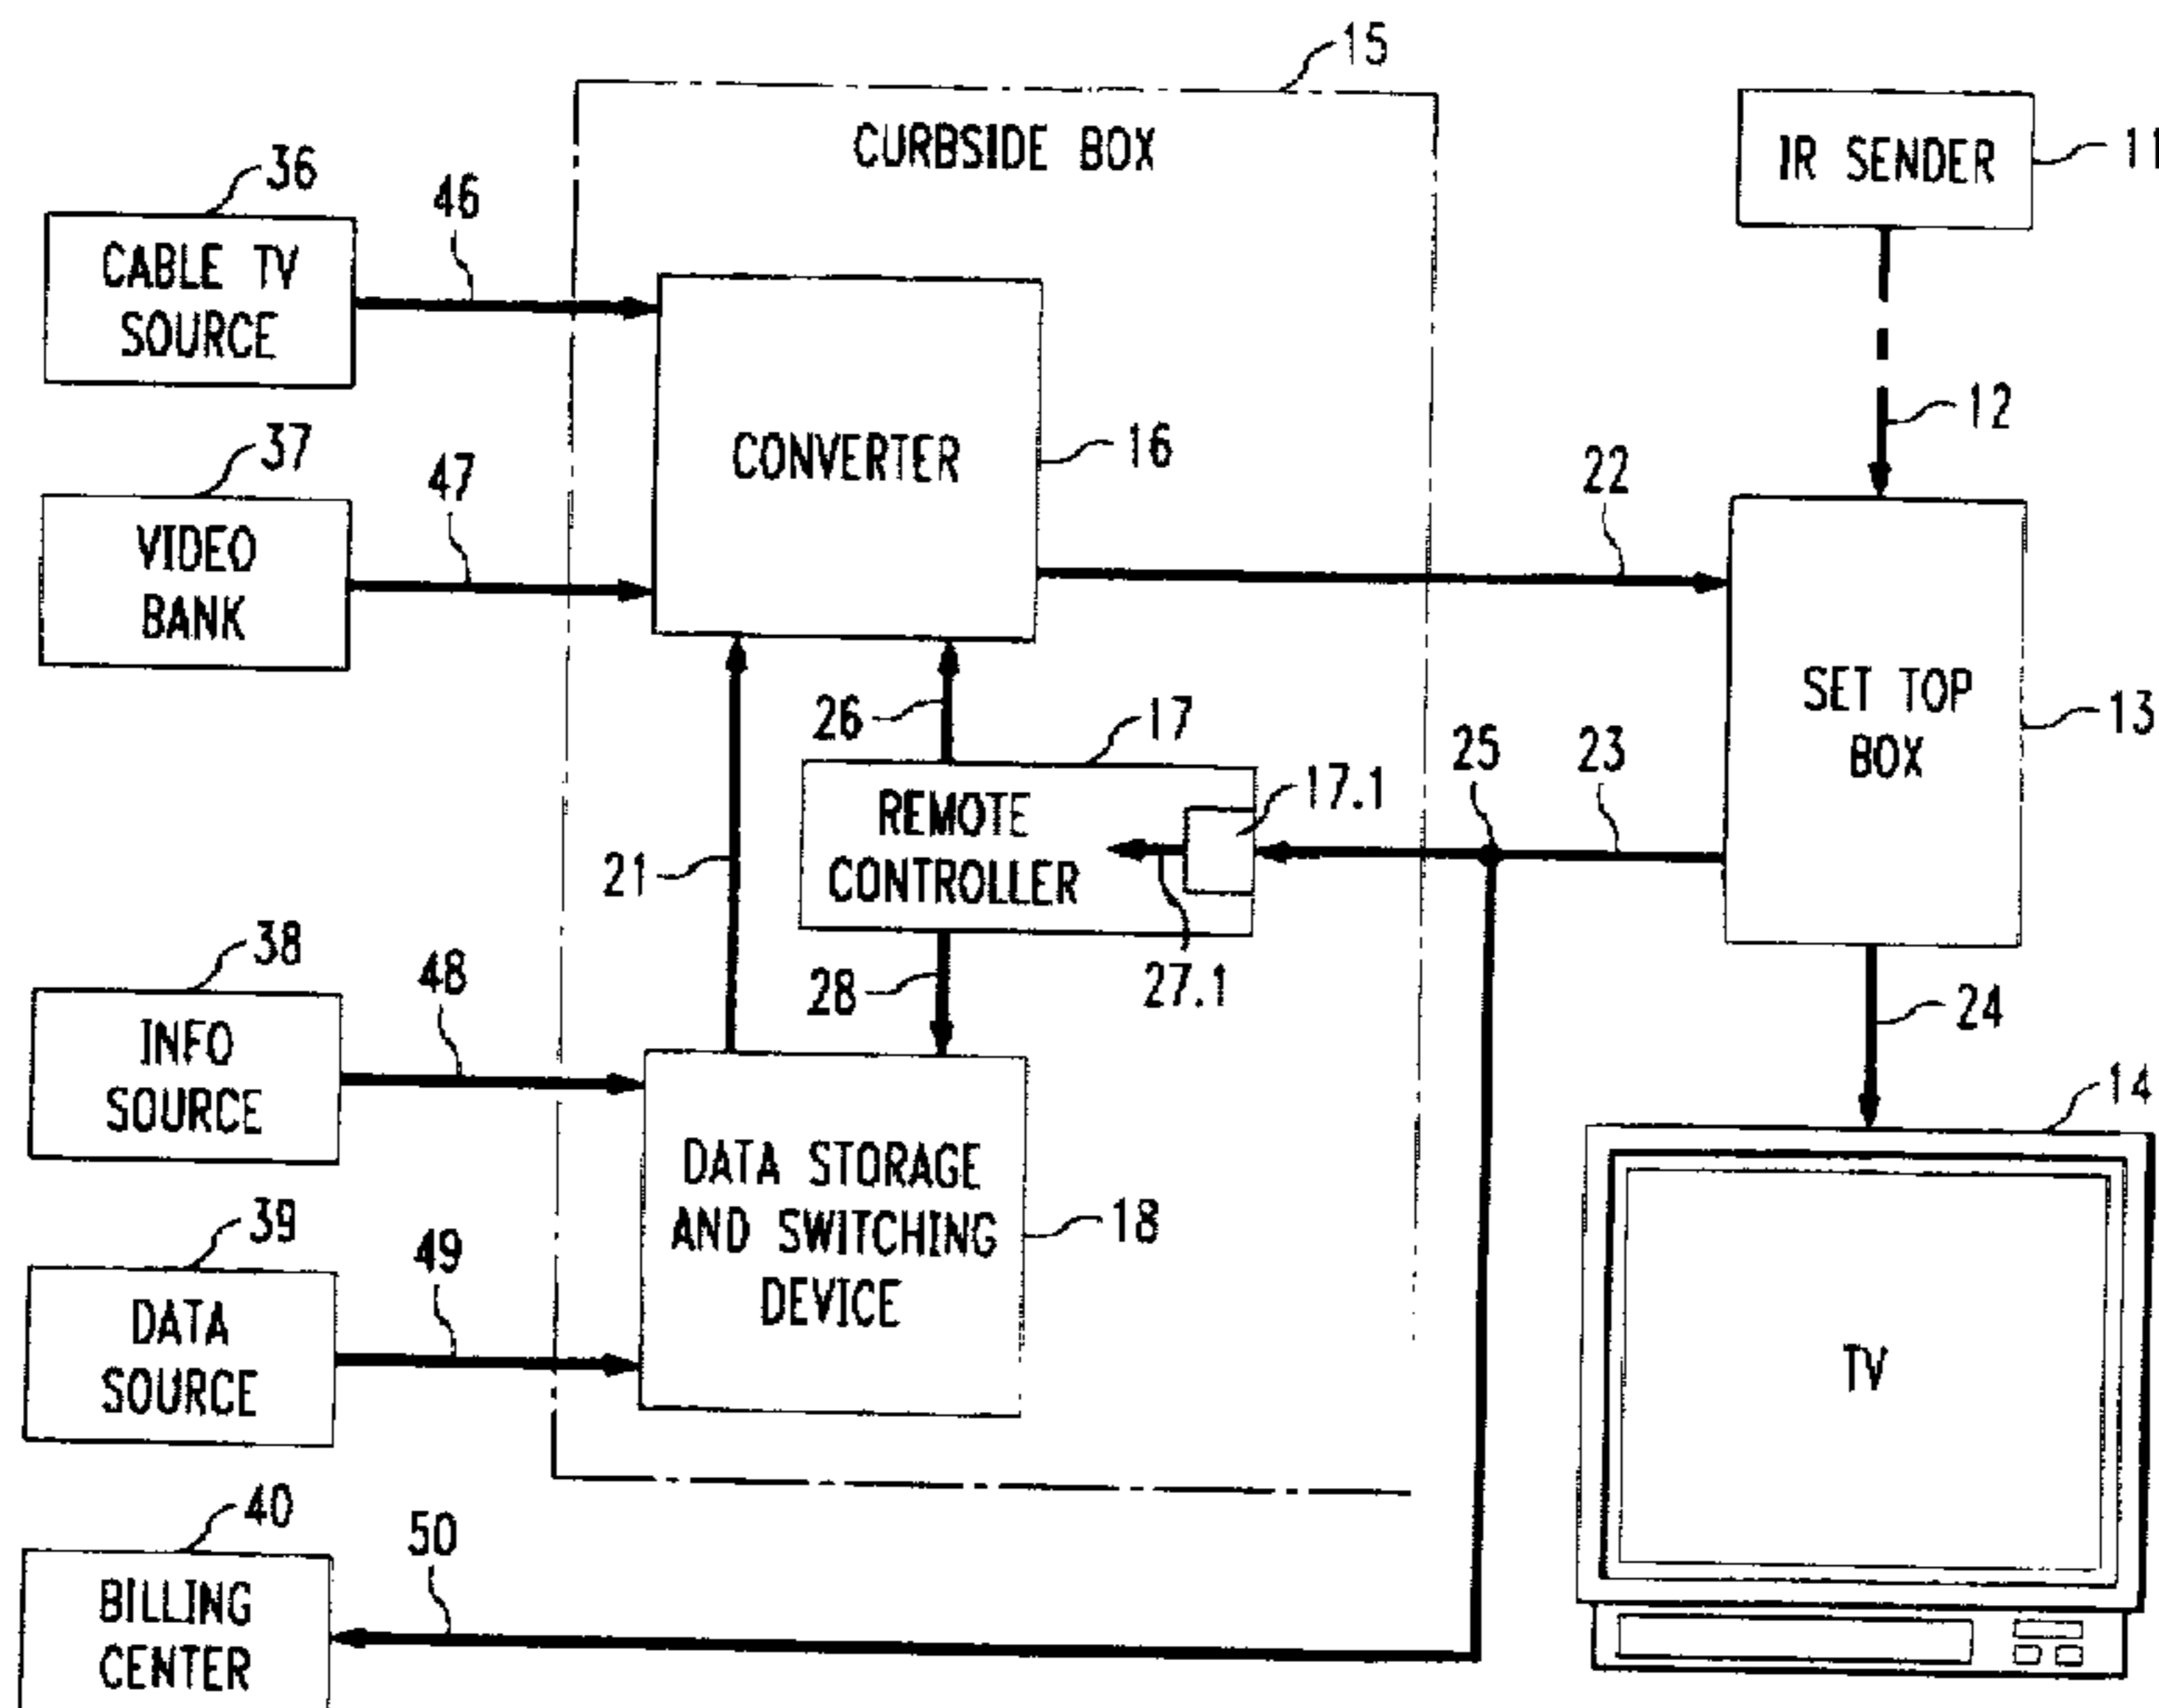 15
CURBSIDE BOX
IR SENDER
11
36
46
CABLE TV
SOURCE
12
37
47
CONVERTER
16
22
VIDEO
BANK
SET TOP
BOX
13
26
17
25
23
REMOTE
CONTROLLER
17.1
21
27.1
28
38
48
24
INFO
SOURCE
14
DATA STORAGE
AND SWITCHING
DEVICE
18
39
49
DATA
SOURCE
TV
40
50
BILLING
CENTER